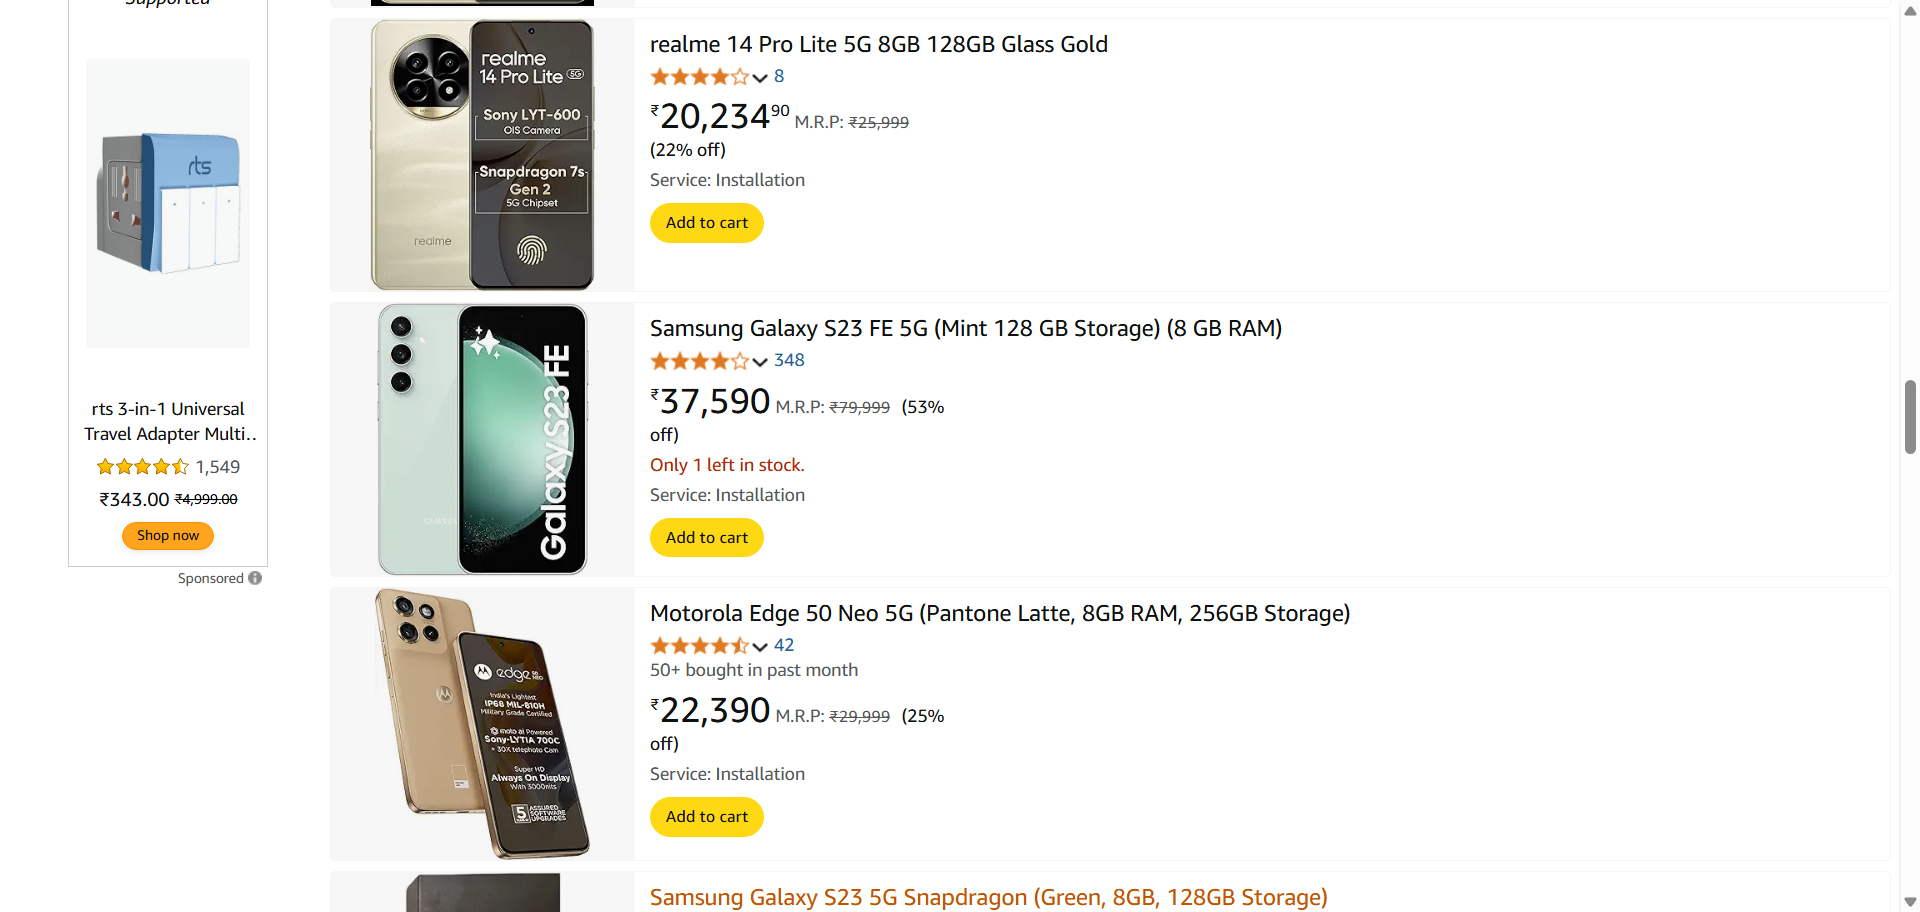 Supported
rts
rts 3-in-1 Universal
Travel Adapter Multi..
1,549
₹343.00 ₹4,999.00
Shop now
Sponsored
realme
14 Pro Lite 5G
Sony LYT-600
OIS Camera
Snapdragon 7s
Gen 2
5G Chipset
realme
realme 14 Pro Lite 5G 8GB 128GB Glass Gold
8
₹20,234 90 M.R.P: ₹25,999
(22% off)
Service: Installation
Add to cart
SAMSUNG
Galaxy S23 FE
Samsung Galaxy S23 FE 5G (Mint 128 GB Storage) (8 GB RAM)
348
₹37,590 M.R.P: ₹79,999 (53%
off)
Only 1 left in stock.
Service: Installation
Add to cart
edge 50 NEO
India's Lightest
IP68 MIL-810H
Military Grade Certified
moto ai Powered
Sony-LYTIA 700C
+ 30X telephoto Cam
Super HD
Always On Display
With 3000nits
5 ASSURED
SOFTWARE
UPGRADES
Motorola Edge 50 Neo 5G (Pantone Latte, 8GB RAM, 256GB Storage)
42
50+ bought in past month
₹22,390 M.R.P: ₹29,999 (25%
off)
Service: Installation
Add to cart
Samsung Galaxy S23 5G Snapdragon (Green, 8GB, 128GB Storage)